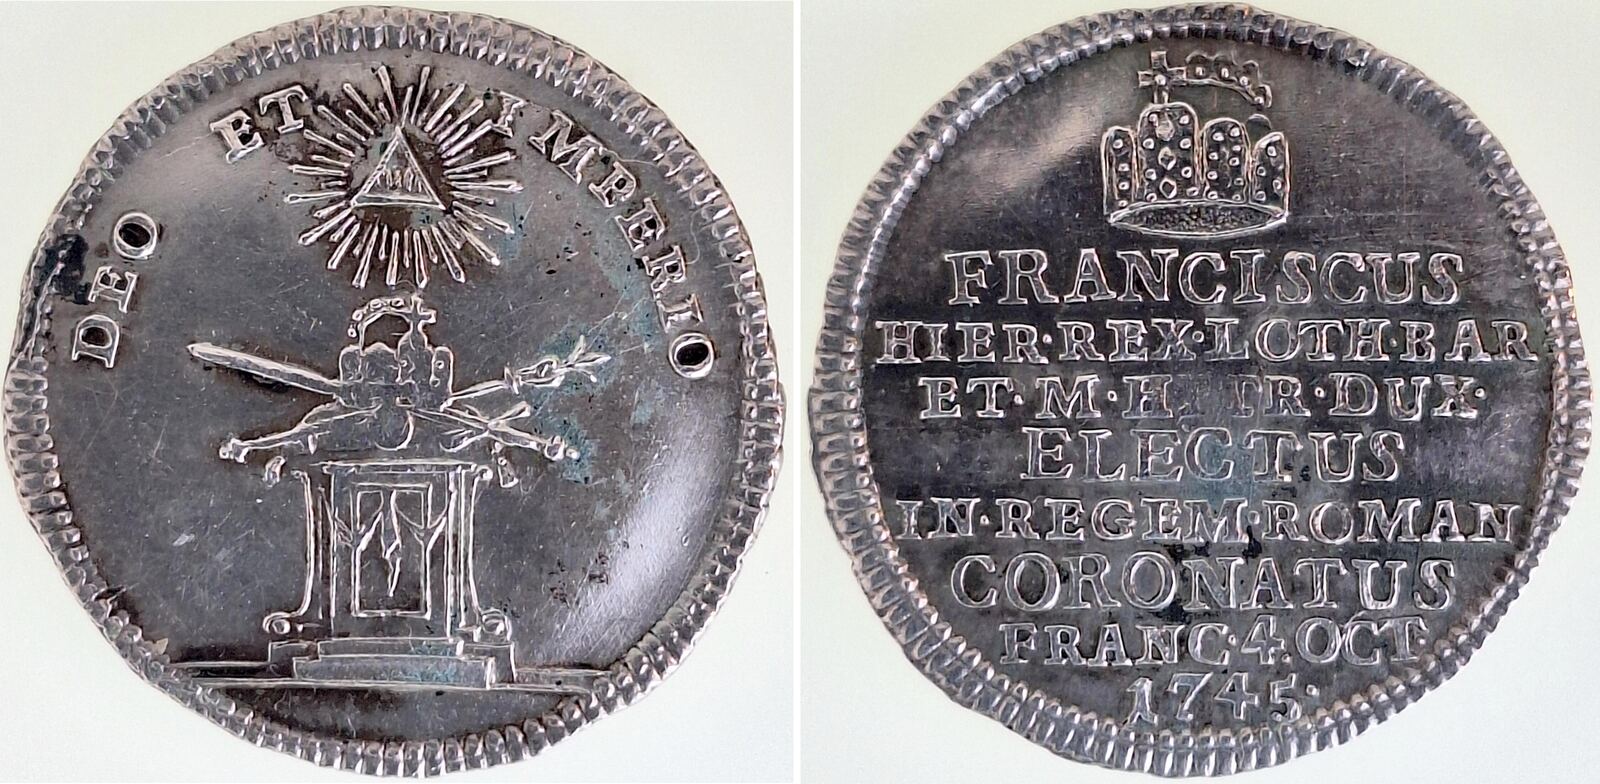 DEO ET IMPERIO
FRANCISCUS
HIER·REX·LOTH·BAR
ET·M·H TR·DUX·
ELECTUS
IN·REGEM·ROMAN
CORONATUS
FRANC·4·OCT
1745·